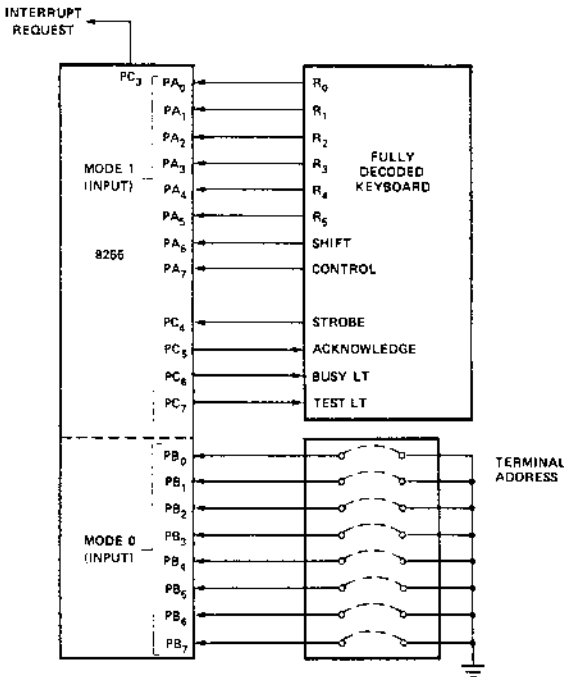 INTERRUPT
REQUEST
PC3 PA0 R0
PA1 R1
PA2 R2
MODE 1
(INPUT)
PA3 R3
PA4 R4
FULLY
DECODED
KEYBOARD
PA5 R5
8255
PA6 SHIFT
PA7 CONTROL
PC4 STROBE
PC5 ACKNOWLEDGE
PC6 BUSY LT
PC7 TEST LT
PB0
TERMINAL
ADDRESS
PB1
PB2
MODE 0
(INPUT)
PB3
PB4
PB5
PB6
PB7